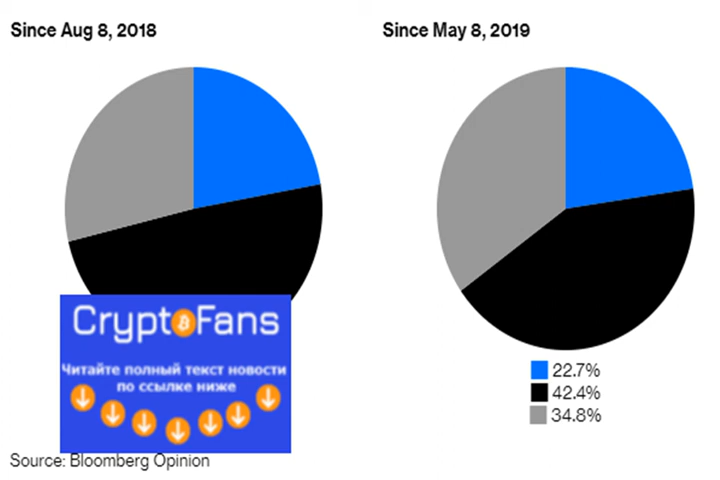 Since Aug 8, 2018
Since May 8, 2019
CryptoFans
Читайте полный текст новости
по ссылке ниже
22.7%
42.4%
34.8%
Source: Bloomberg Opinion